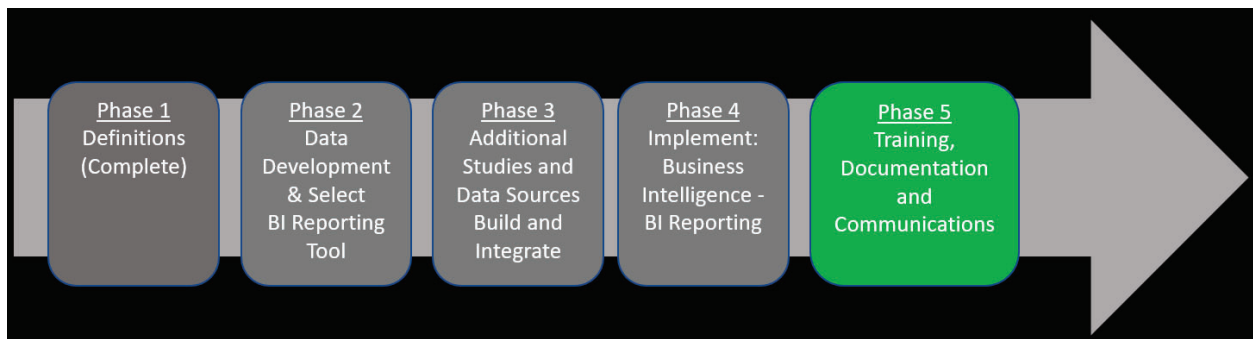 Phase 1
Definitions
(Complete)
Phase 2
Data
Development
& Select
BI Reporting
Tool
Phase 3
Additional
Studies and
Data Sources
Build and
Integrate
Phase 4
Implement:
Business
Intelligence -
BI Reporting
Phase 5
Training,
Documentation
and
Communications